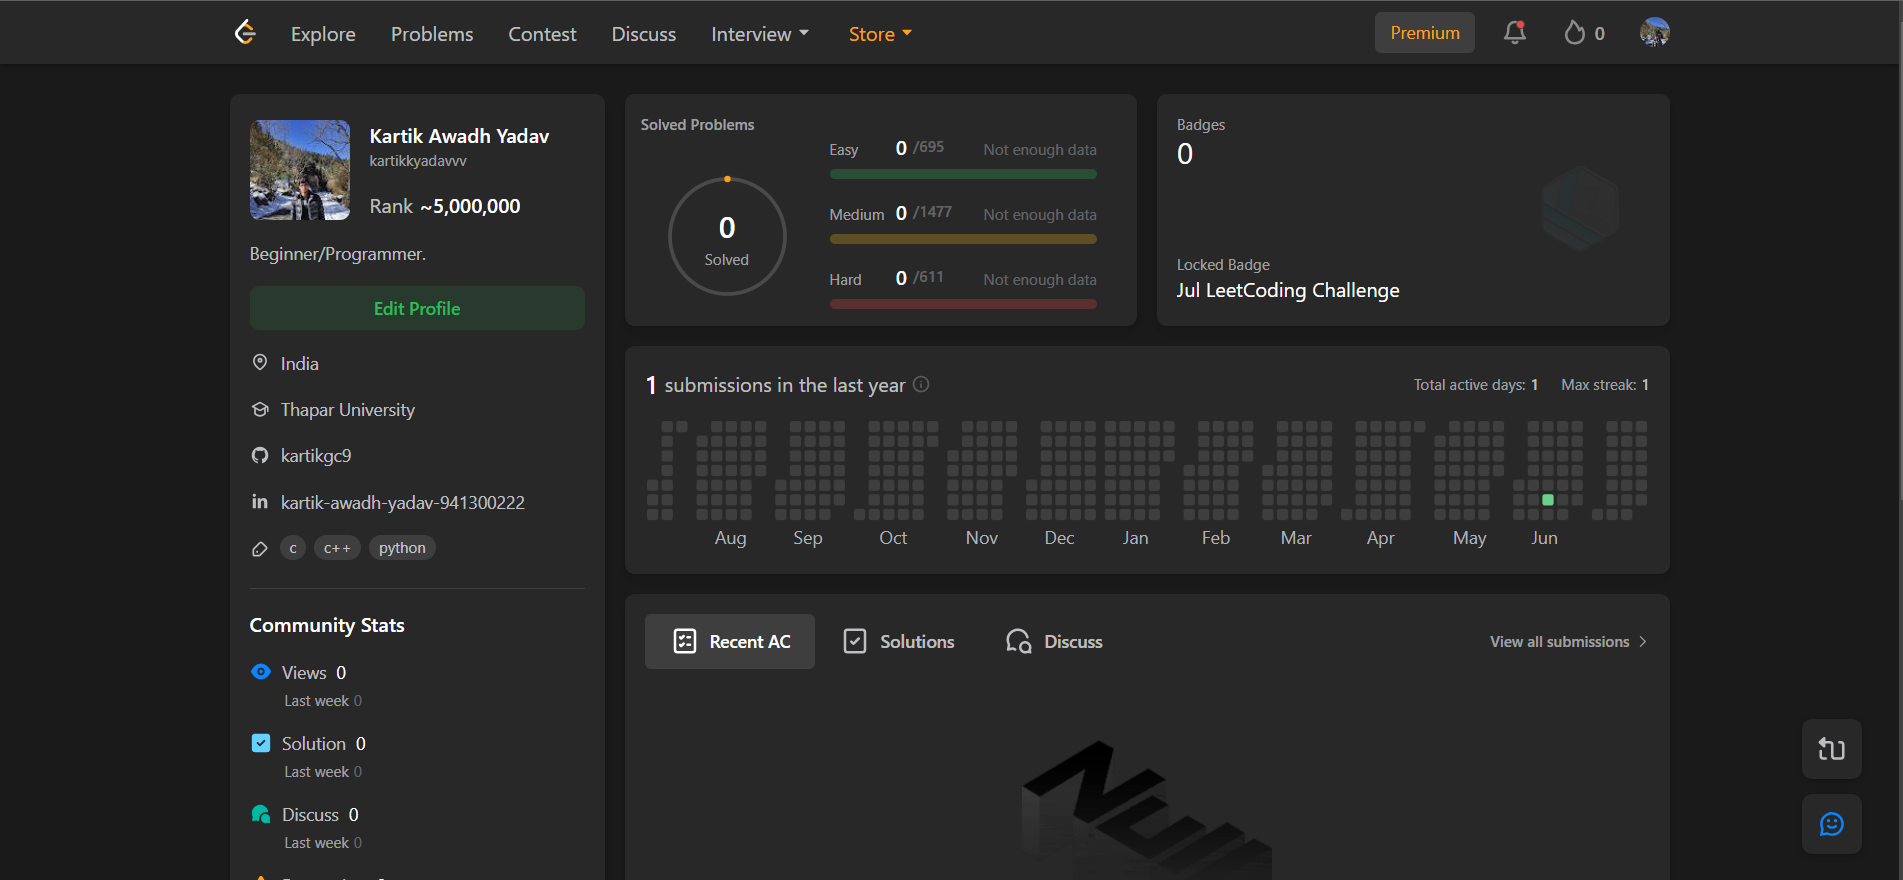 Explore Problems Contest Discuss Interview Store Premium 0
Kartik Awadh Yadav
kartikkyadavvv
Rank ~5,000,000
Beginner/Programmer.
Edit Profile
India
Thapar University
kartikgc9
kartik-awadh-yadav-941300222
c c++ python
Community Stats
Views 0
Last week 0
Solution 0
Last week 0
Discuss 0
Last week 0
Solved Problems
0
Solved
Easy 0 /695 Not enough data
Medium 0 /1477 Not enough data
Hard 0 /611 Not enough data
Badges
0
Locked Badge
Jul LeetCoding Challenge
1 submissions in the last year Total active days: 1 Max streak: 1
Aug Sep Oct Nov Dec Jan Feb Mar Apr May Jun
Recent AC Solutions Discuss View all submissions